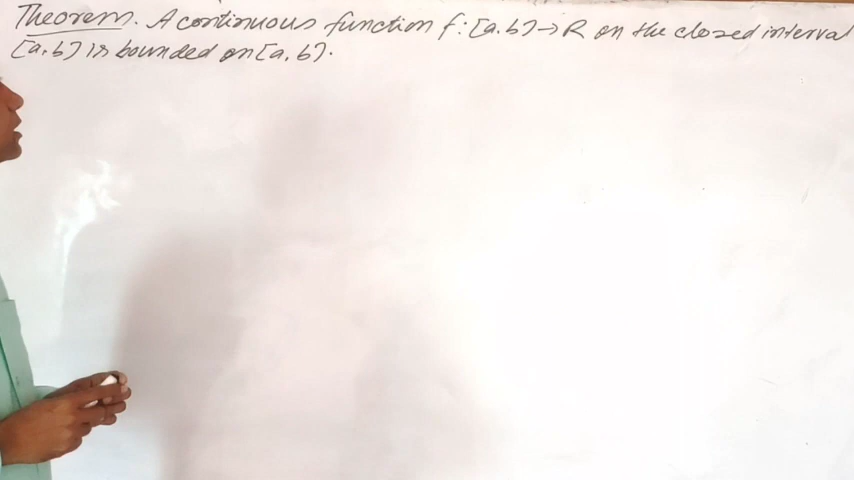 Theorem. A continuous function f: [a,b] → R on the closed interval
[a,b] is bounded on [a,b].